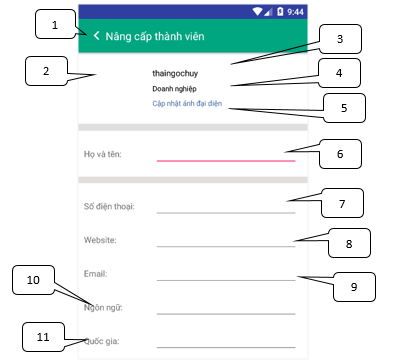 9:44
1
Nâng cấp thành viên
3
2
thaingochuy
4
Doanh nghiệp
Cập nhật ảnh đại diện
5
Họ và tên:
6
Số điện thoại:
7
Website:
8
Email:
9
10
Ngôn ngữ:
11
Quốc gia: